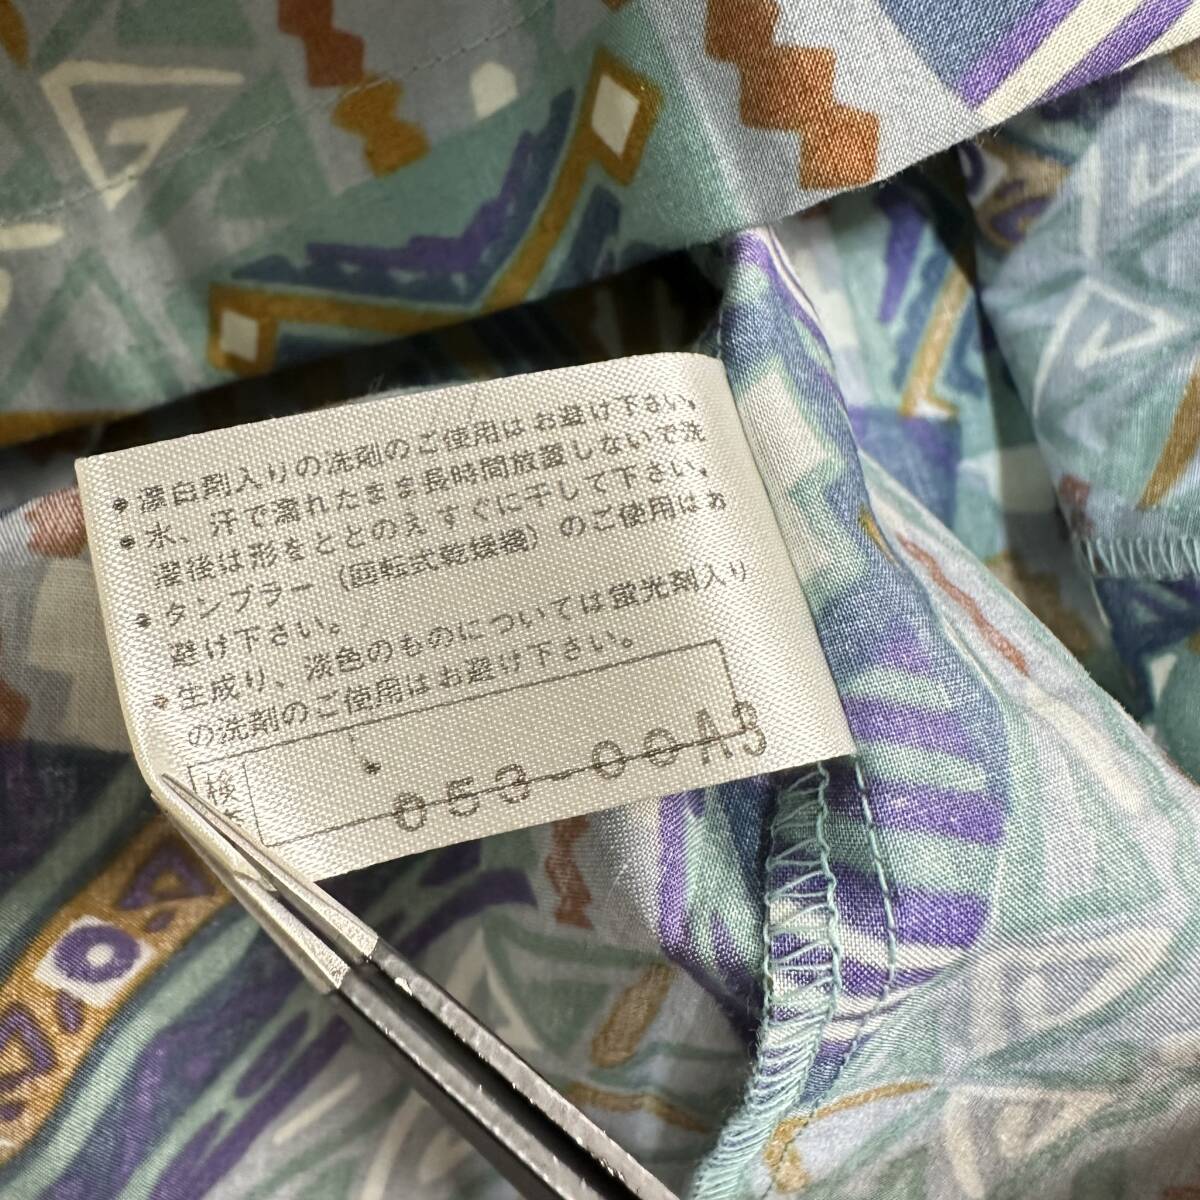 ●漂白剤入りの洗剤のご使用はお避け下さい。
●水、汗で濡れたまま長時間放置しないで洗
濯後は形をととのえすぐに干して下さい。
●タンブラー（回転式乾燥機）のご使用はお
避け下さい。
●生成り、淡色のものについては蛍光剤入り
の洗剤のご使用はお避け下さい。
検
053-00A3